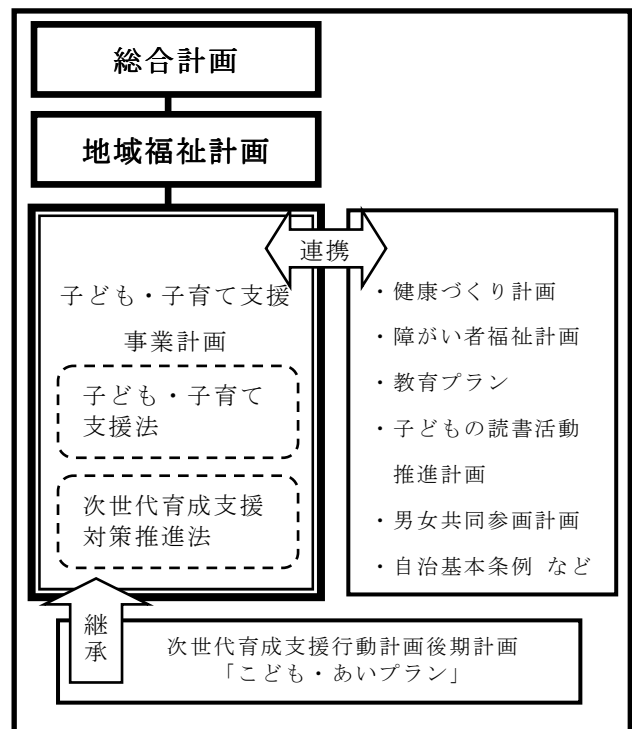 総合計画
地域福祉計画
連携
子ども・子育て支援
事業計画
子ども・子育て
支援法
次世代育成支援
対策推進法
・健康づくり計画
・障がい者福祉計画
・教育プラン
・子どもの読書活動
推進計画
・男女共同参画計画
・自治基本条例 など
継承
次世代育成支援行動計画後期計画
「こども・あいプラン」